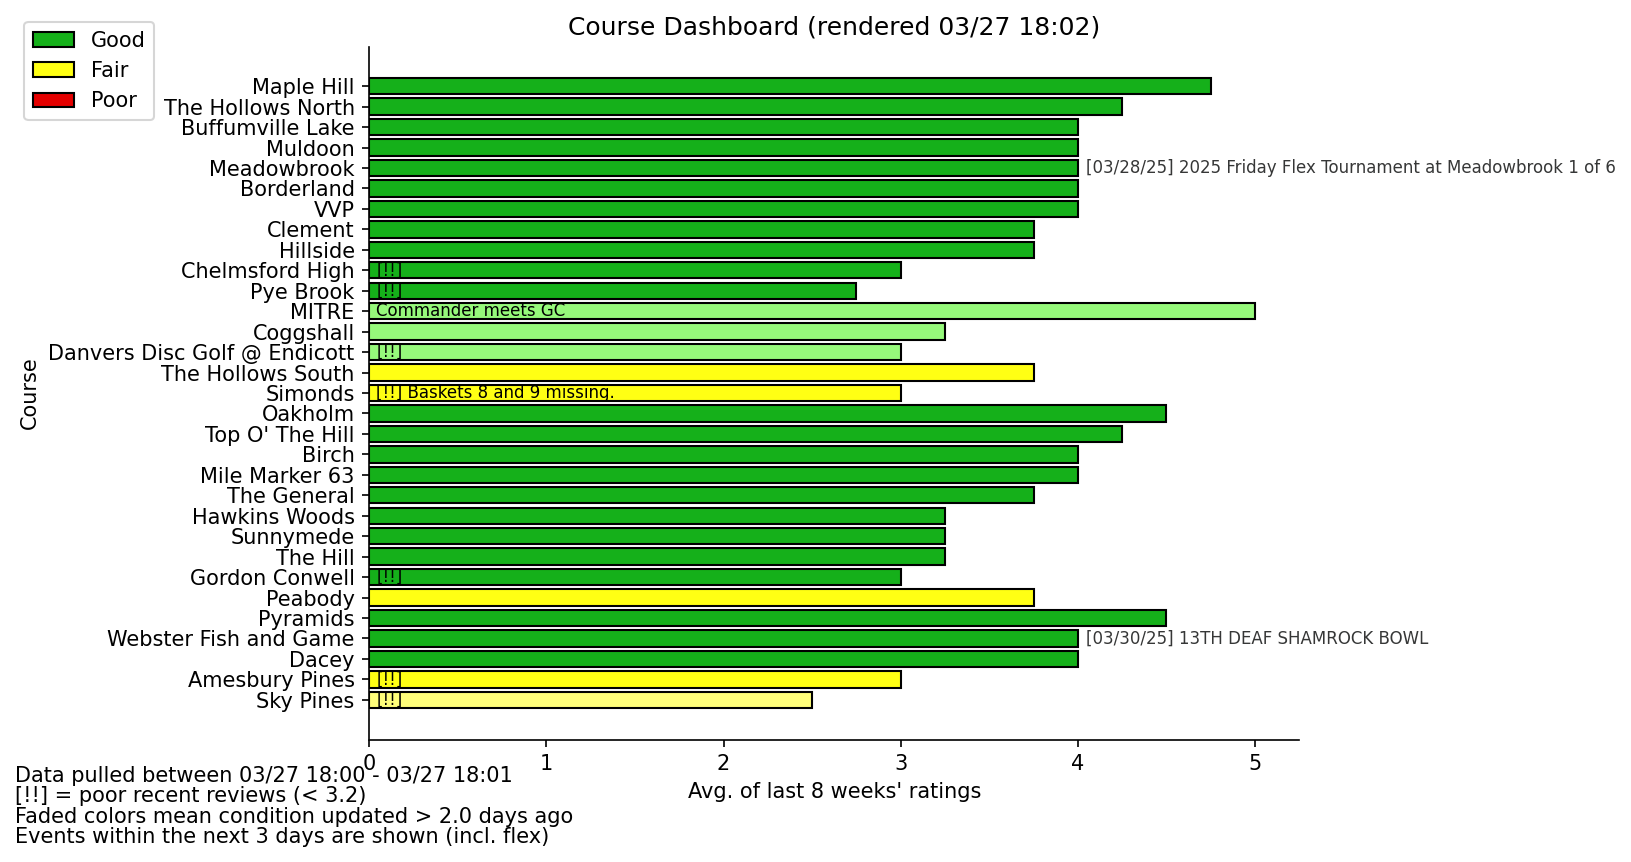 Course Dashboard (rendered 03/27 18:02)
Good
Fair
Poor
Course
Maple Hill
The Hollows North
Buffumville Lake
Muldoon
Meadowbrook [03/28/25] 2025 Friday Flex Tournament at Meadowbrook 1 of 6
Borderland
VVP
Clement
Hillside
Chelmsford High [!!]
Pye Brook [!!]
MITRE Commander meets GC
Coggshall
Danvers Disc Golf @ Endicott [!!]
The Hollows South
Simonds [!!] Baskets 8 and 9 missing.
Oakholm
Top O' The Hill
Birch
Mile Marker 63
The General
Hawkins Woods
Sunnymede
The Hill
Gordon Conwell [!!]
Peabody
Pyramids
Webster Fish and Game [03/30/25] 13TH DEAF SHAMROCK BOWL
Dacey
Amesbury Pines [!!]
Sky Pines [!!]
0 1 2 3 4 5
Avg. of last 8 weeks' ratings
Data pulled between 03/27 18:00 - 03/27 18:01
[!!] = poor recent reviews (< 3.2)
Faded colors mean condition updated > 2.0 days ago
Events within the next 3 days are shown (incl. flex)